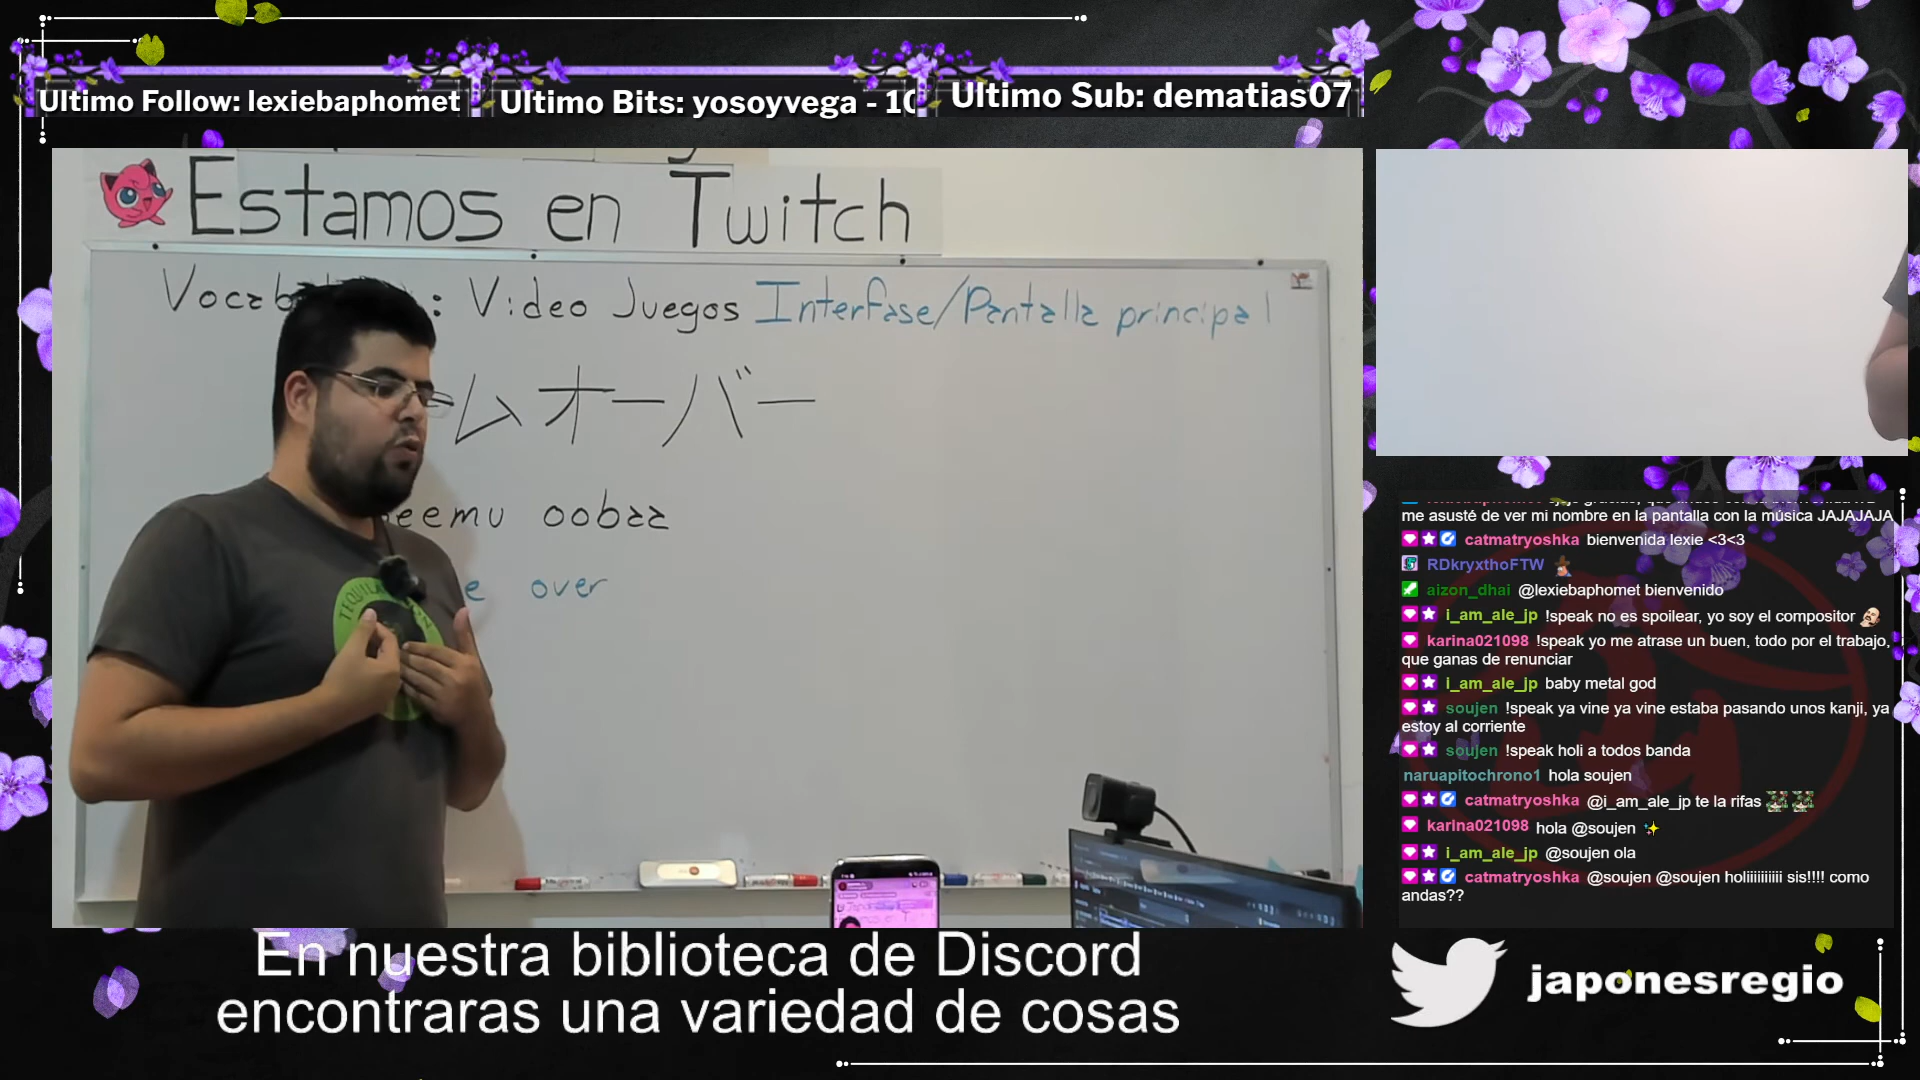 Ultimo Follow: lexiebaphomet
Ultimo Bits: yosoyvega - 10
Ultimo Sub: dematias07
Estamos en Twitch
: Video Juegos Interfase/Pantalla principal
ムオーバー
eemu oobaa
e over
TEQUILA
me asusté de ver mi nombre en la pantalla con la música JAJAJAJA
catmatryoshka bienvenida lexie <3<3
RDkryxthoFTW
aizon_dhai @lexiebaphomet bienvenido
i_am_ale_jp !speak no es spoilear, yo soy el compositor
karina021098 !speak yo me atrase un buen, todo por el trabajo,
que ganas de renunciar
i_am_ale_jp baby metal god
soujen !speak ya vine ya vine estaba pasando unos kanji, ya
estoy al corriente
soujen !speak holi a todos banda
naruapitochrono1 hola soujen
catmatryoshka @i_am_ale_jp te la rifas
karina021098 hola @soujen ✨
i_am_ale_jp @soujen ola
catmatryoshka @soujen @soujen holiiiiiiiiiii sis!!!! como
andas??
En nuestra biblioteca de Discord
encontraras una variedad de cosas
japonesregio